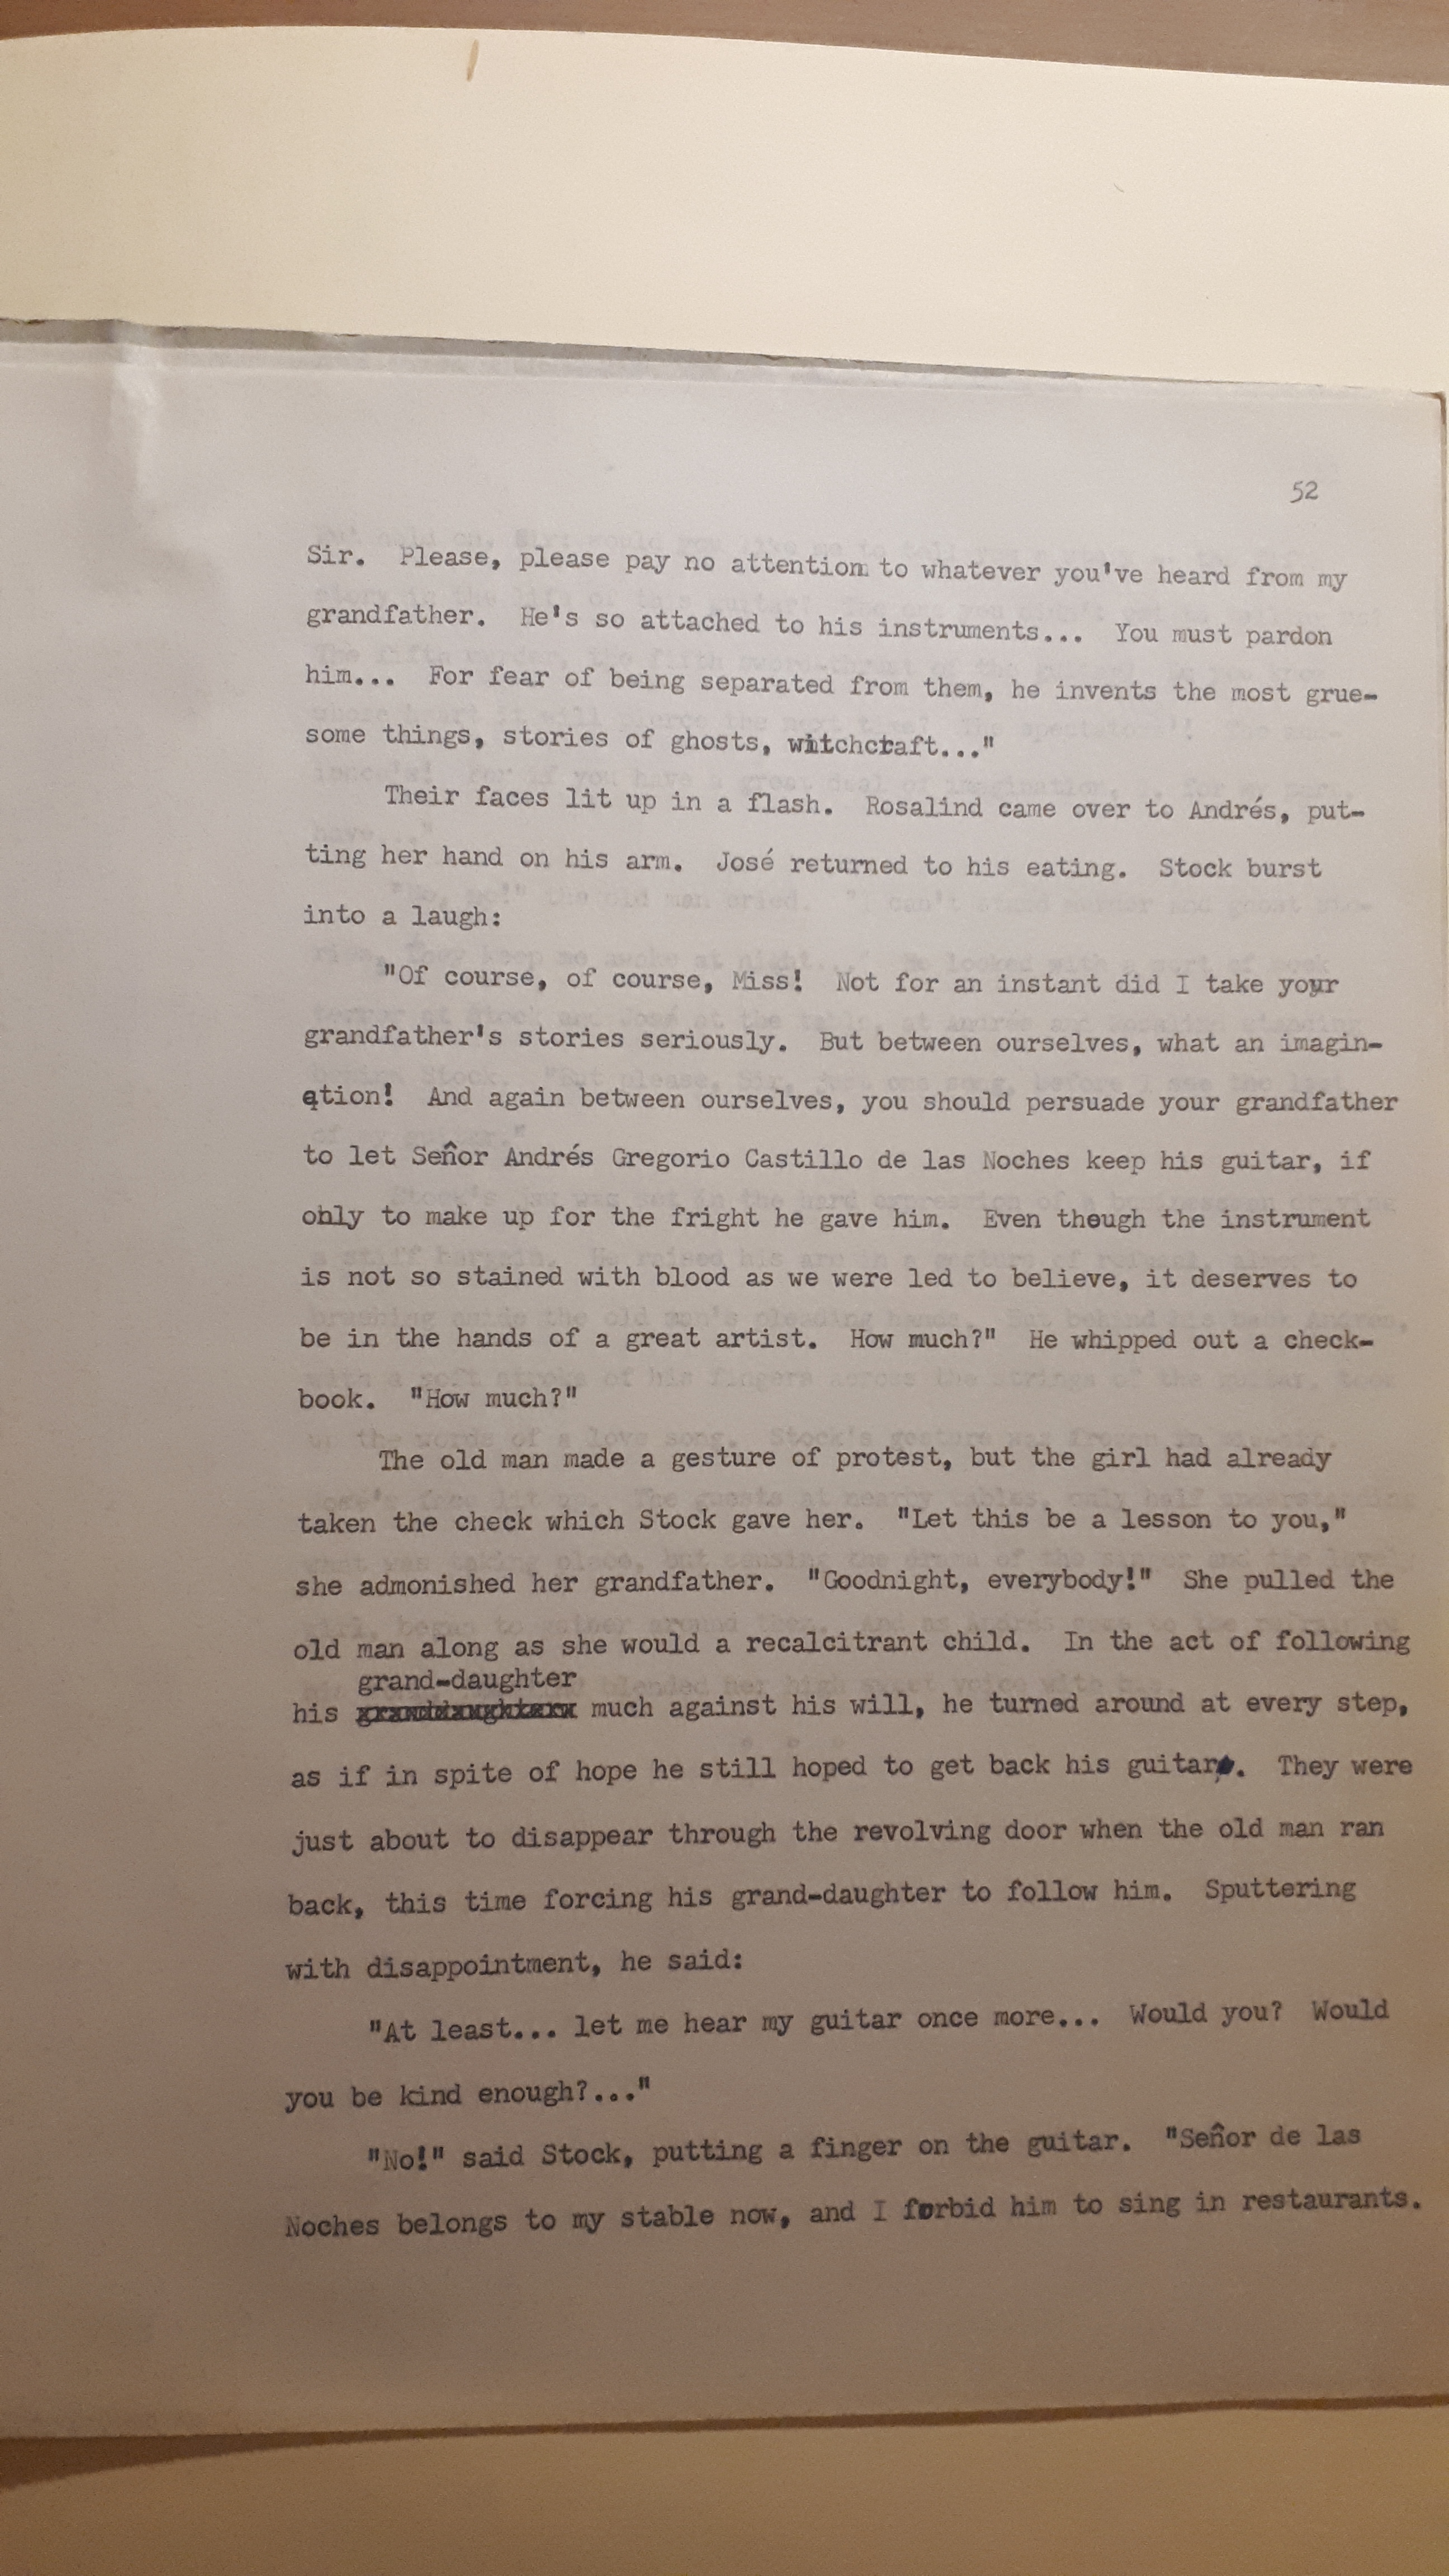 52
Sir.  Please, please pay no attention to whatever you've heard from my
grandfather.  He's so attached to his instruments...  You must pardon
him...  For fear of being separated from them, he invents the most grue-
some things, stories of ghosts, witchcraft..."
Their faces lit up in a flash.  Rosalind came over to Andrés, put-
ting her hand on his arm.  José returned to his eating.  Stock burst
into a laugh:
"Of course, of course, Miss!  Not for an instant did I take your
grandfather's stories seriously.  But between ourselves, what an imagin-
ation!  And again between ourselves, you should persuade your grandfather
to let Señor Andrés Gregorio Castillo de las Noches keep his guitar, if
only to make up for the fright he gave him.  Even though the instrument
is not so stained with blood as we were led to believe, it deserves to
be in the hands of a great artist.  How much?"  He whipped out a check-
book.  "How much?"
The old man made a gesture of protest, but the girl had already
taken the check which Stock gave her.  "Let this be a lesson to you,"
she admonished her grandfather.  "Goodnight, everybody!"  She pulled the
old man along as she would a recalcitrant child.  In the act of following
grand-daughter
his much against his will, he turned around at every step,
as if in spite of hope he still hoped to get back his guitar.  They were
just about to disappear through the revolving door when the old man ran
back, this time forcing his grand-daughter to follow him.  Sputtering
with disappointment, he said:
"At least... let me hear my guitar once more...  Would you?  Would
you be kind enough?..."
"No!" said Stock, putting a finger on the guitar.  "Señor de las
Noches belongs to my stable now, and I forbid him to sing in restaurants.